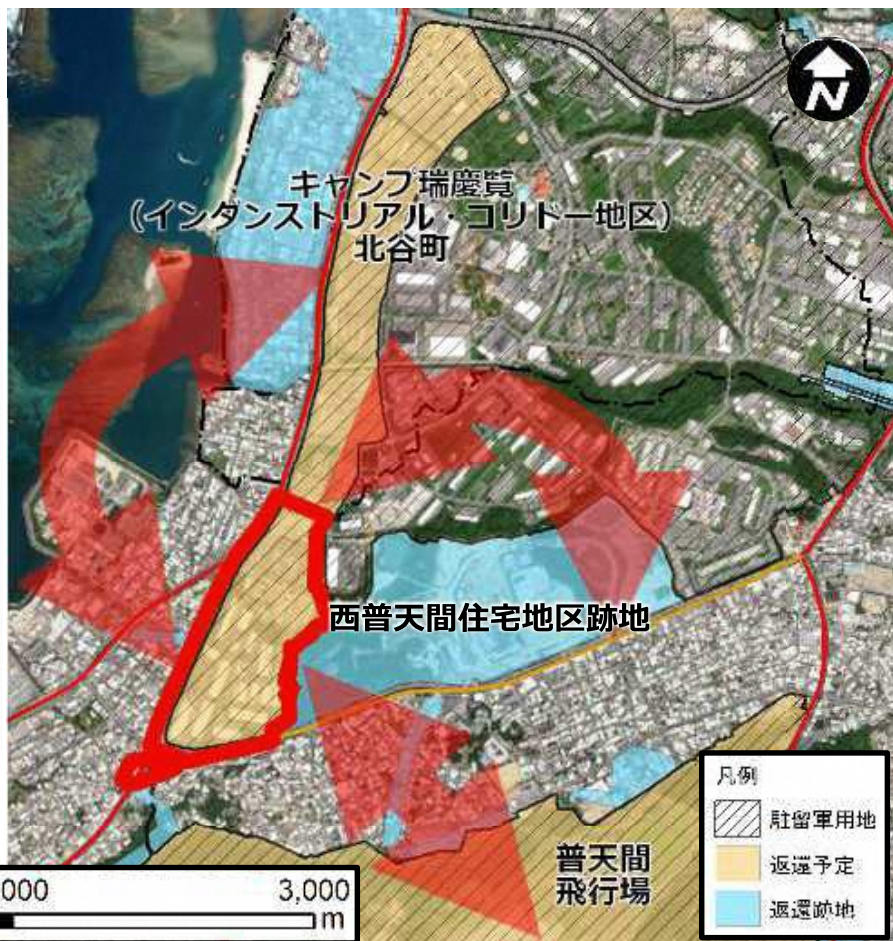 N
キャンプ瑞慶覧
(インダンストリアル・コリドー地区)
北谷町
西普天間住宅地区跡地
普天間
飛行場
凡例
駐留軍用地
返還予定
返還跡地
000
3,000
m